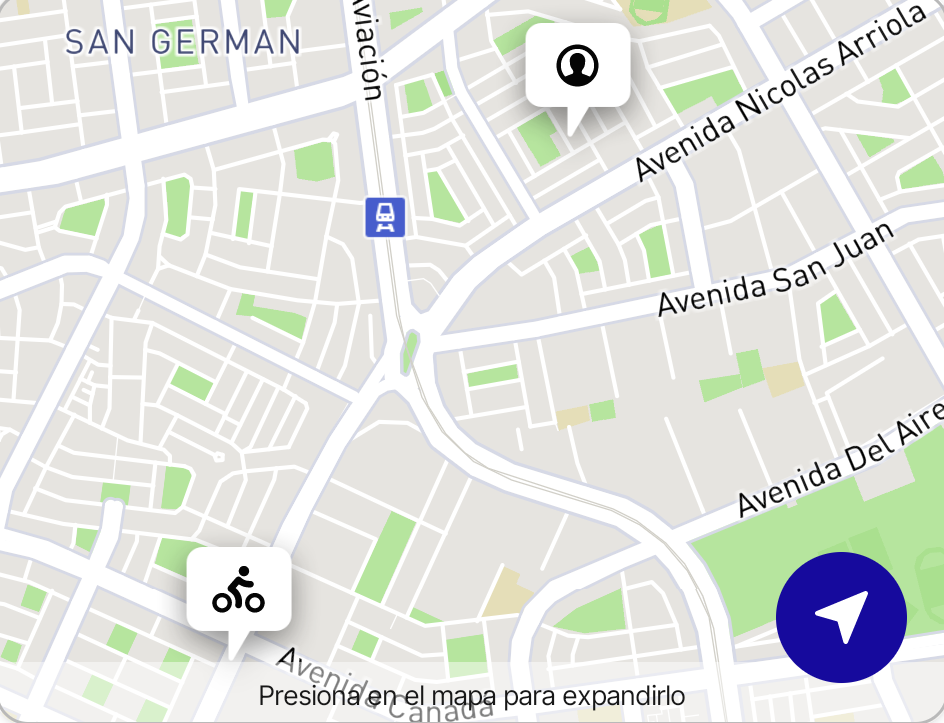 Aviación
SAN GERMAN
Avenida Nicolas Arriola
Avenida San Juan
Avenida Del Aire
Avenida Canadá
Presiona en el mapa para expandirlo